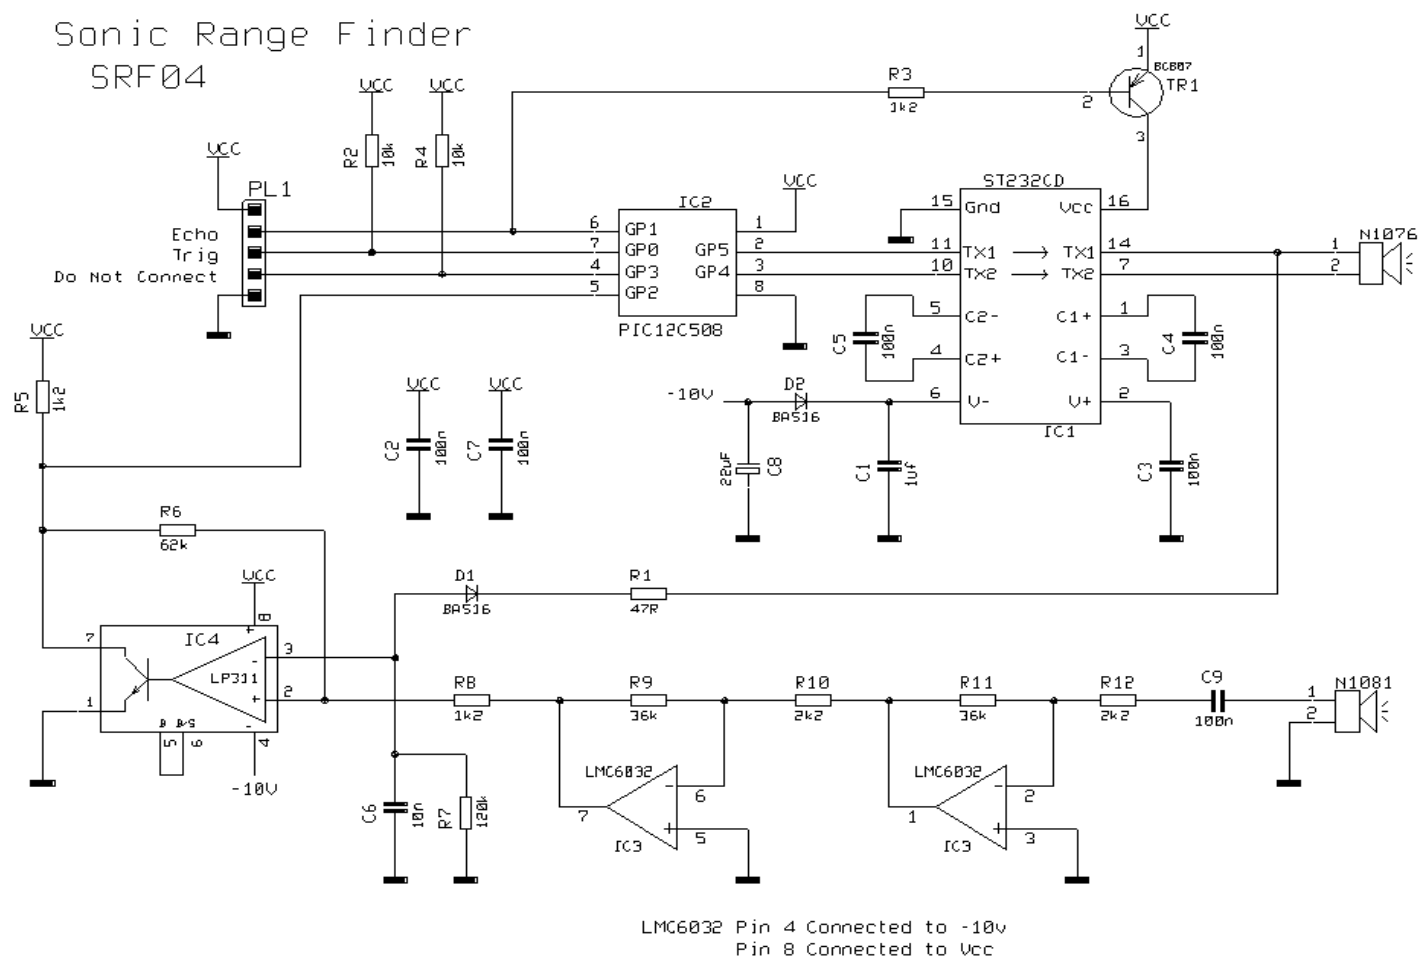 Sonic Range Finder
SRF04
VCC
1
BC807
TR1
2
3
R3
1k2
VCC
VCC
R2
10k
R4
10k
VCC
PL1
Echo
Trig
Do Not Connect
VCC
IC2
6 GP1 1
7 GP0 GP5 2
4 GP3 GP4 3
5 GP2 8
PIC12C508
ST232CD
15 Gnd Vcc 16
11 TX1 TX1 14
10 TX2 TX2 7
5 C2- C1+ 1
4 C2+ C1- 3
6 V- V+ 2
IC1
N1076
1
2
C5
100n
C4
100n
VCC
R5
1k2
VCC
C2
100n
VCC
C7
100n
-10V
D2
BA516
22uF
C8
C1
1uf
C3
100n
R6
62k
VCC
8
D1
BA516
R1
47R
7
IC4
LP311
+
-
3
+
2
1
-
B B/S
5
6
4
-10V
R8
1k2
R9
36k
R10
2k2
R11
36k
R12
2k2
C9
100n
N1081
1
2
C6
10n
R7
120k
LMC6032
-
6
7
+
5
IC3
LMC6032
-
2
1
+
3
IC3
LMC6032 Pin 4 Connected to -10v
Pin 8 Connected to Vcc